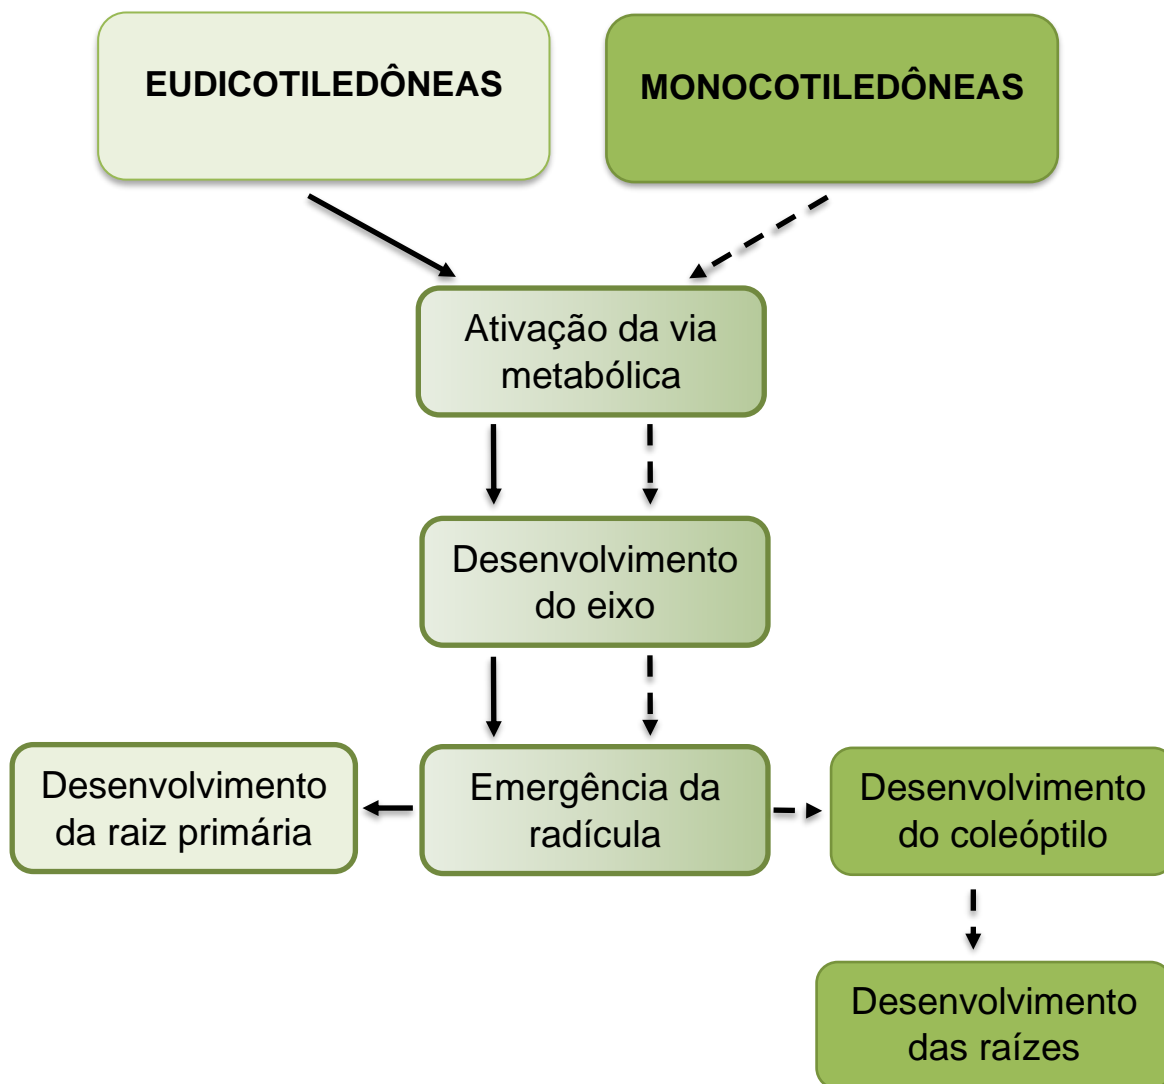 EUDICOTILEDÔNEAS
MONOCOTILEDÔNEAS
Ativação da via
metabólica
Desenvolvimento
do eixo
Desenvolvimento
da raiz primária
Emergência da
radícula
Desenvolvimento
do coleóptilo
Desenvolvimento
das raízes